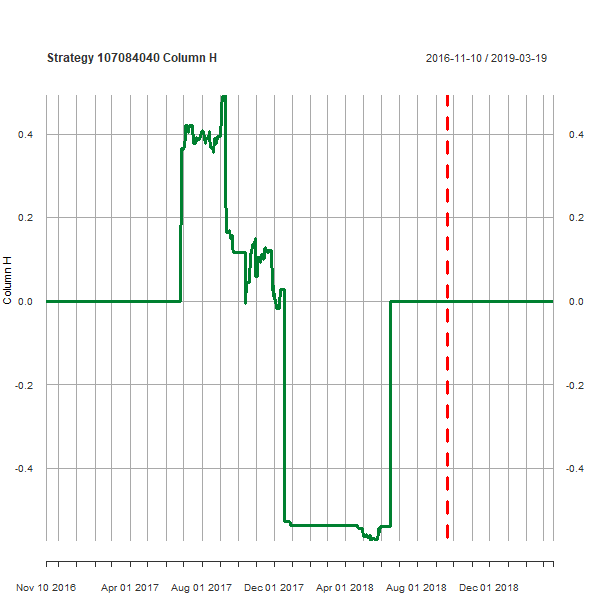 Strategy 107084040 Column H
2016-11-10 / 2019-03-19
0.4
0.4
0.2
0.2
Column H
0.0
0.0
-0.2
-0.2
-0.4
-0.4
Nov 10 2016
Apr 01 2017
Aug 01 2017
Dec 01 2017
Apr 01 2018
Aug 01 2018
Dec 01 2018